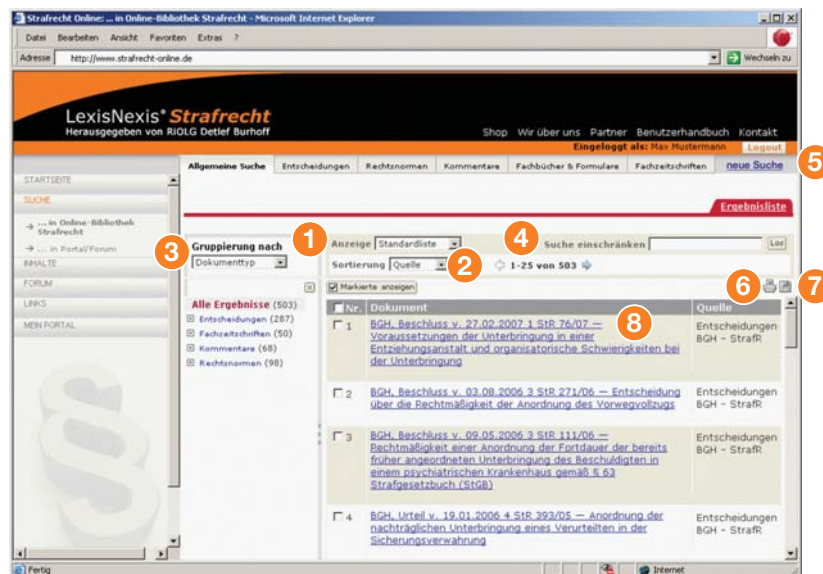 Strafrecht Online: ... in Online-Bibliothek Strafrecht - Microsoft Internet Explorer
Datei Bearbeiten Ansicht Favoriten Extras ?
Adresse http://www.strafrecht-online.de Wechseln zu
LexisNexis® Strafrecht
Herausgegeben von RiOLG Detlef Burhoff
Shop Wir über uns Partner Benutzerhandbuch Kontakt
Eingeloggt als: Max Mustermann Logout
Allgemeine Suche Entscheidungen Rechtsnormen Kommentare Fachbücher & Formulare Fachzeitschriften neue Suche 5
STARTSEITE
SUCHE
→ ... in Online-Bibliothek
Strafrecht
→ ... in Portal/Forum
INHALTE
FORUM
LINKS
MEIN PORTAL
§
Ergebnisliste
3 Gruppierung nach
Dokumenttyp
1 Anzeige Standardliste
4 Suche einschränken Los
Sortierung Quelle 2 1-25 von 503
Markierte anzeigen 6 7
Alle Ergebnisse (503)
Entscheidungen (287)
Fachzeitschriften (50)
Kommentare (68)
Rechtsnormen (98)
Nr. Dokument 8 Quelle
1 BGH, Beschluss v. 27.02.2007 1 StR 76/07 —
Voraussetzungen der Unterbringung in einer
Entziehungsanstalt und organisatorische Schwierigkeiten bei
der Unterbringung
Entscheidungen
BGH - StrafR
2 BGH, Beschluss v. 03.08.2006 3 StR 271/06 — Entscheidung
über die Rechtmäßigkeit der Anordnung des Vorwegvollzugs
Entscheidungen
BGH - StrafR
3 BGH, Beschluss v. 09.05.2006 3 StR 111/06 —
Rechtmäßigkeit einer Anordnung der Fortdauer der bereits
früher angeordneten Unterbringung des Beschuldigten in
einem psychiatrischen Krankenhaus gemäß § 63
Strafgesetzbuch (StGB)
Entscheidungen
BGH - StrafR
4 BGH, Urteil v. 19.01.2006 4 StR 393/05 — Anordnung der
nachträglichen Unterbringung eines Verurteilten in der
Sicherungsverwahrung
Entscheidungen
BGH - StrafR
Fertig Internet